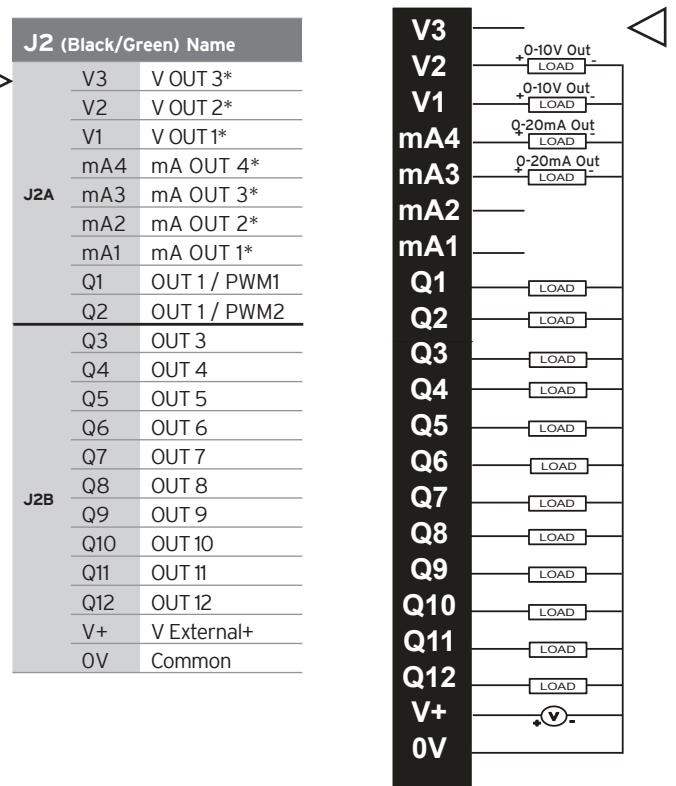 J2 (Black/Green) Name
V3 V OUT 3*
V2 V OUT 2*
V1 V OUT 1*
mA4 mA OUT 4*
J2A mA3 mA OUT 3*
mA2 mA OUT 2*
mA1 mA OUT 1*
Q1 OUT 1 / PWM1
Q2 OUT 1 / PWM2
Q3 OUT 3
Q4 OUT 4
Q5 OUT 5
Q6 OUT 6
Q7 OUT 7
J2B Q8 OUT 8
Q9 OUT 9
Q10 OUT 10
Q11 OUT 11
Q12 OUT 12
V+ V External+
0V Common
V3
0-10V Out
V2 + LOAD -
0-10V Out
V1 + LOAD -
0-20mA Out
mA4 + LOAD -
0-20mA Out
mA3 + LOAD -
mA2
mA1
Q1 LOAD
Q2 LOAD
Q3 LOAD
Q4 LOAD
Q5 LOAD
Q6 LOAD
Q7 LOAD
Q8 LOAD
Q9 LOAD
Q10 LOAD
Q11 LOAD
Q12 LOAD
V+ + V -
0V